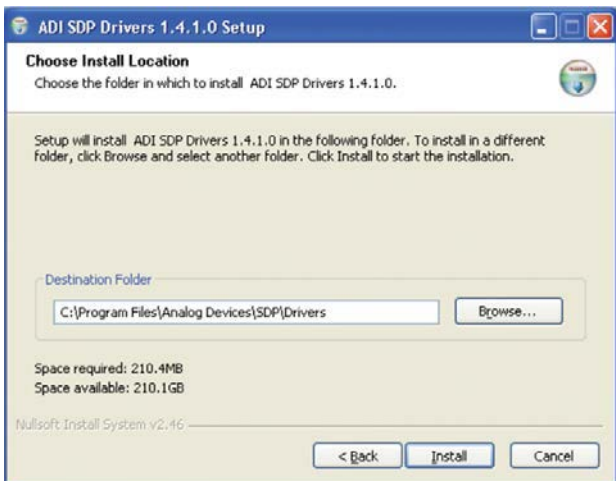 ADI SDP Drivers 1.4.1.0 Setup
Choose Install Location
Choose the folder in which to install ADI SDP Drivers 1.4.1.0.
Setup will install ADI SDP Drivers 1.4.1.0 in the following folder. To install in a different
folder, click Browse and select another folder. Click Install to start the installation.
Destination Folder
C:\Program Files\Analog Devices\SDP\Drivers
Browse...
Space required: 210.4MB
Space available: 210.1GB
Nullsoft Install System v2.46
< Back
Install
Cancel